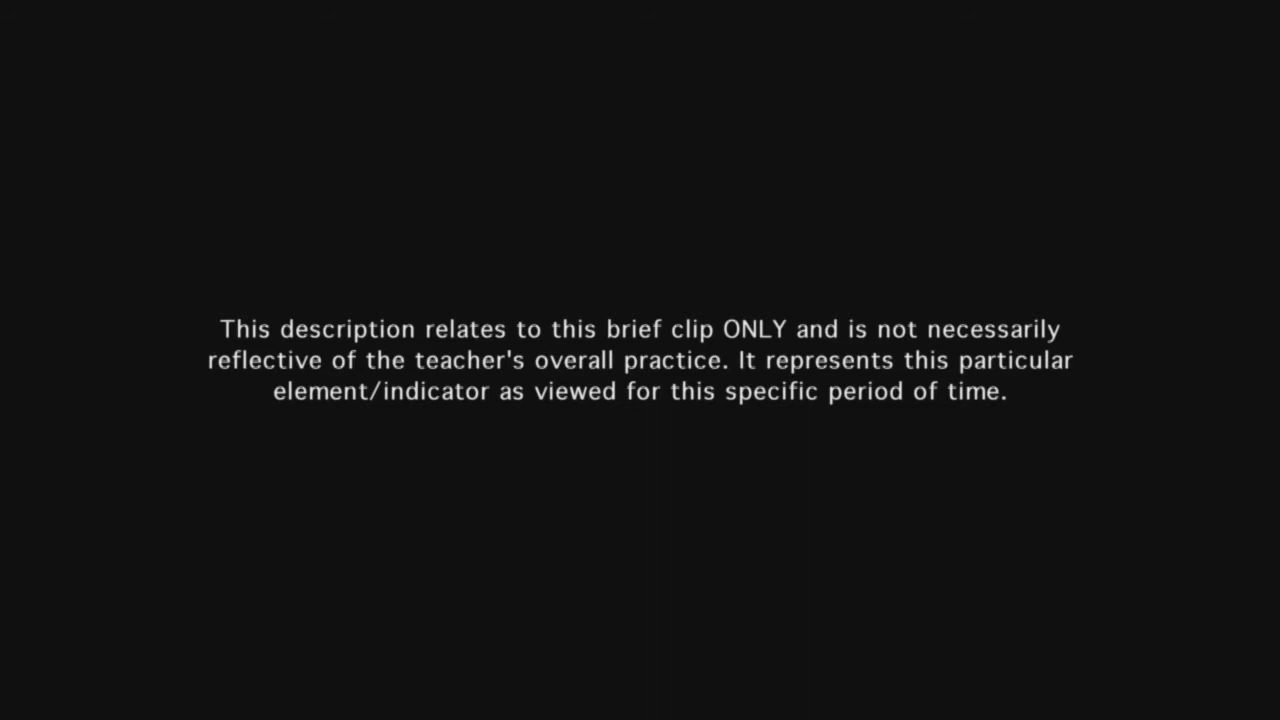 This description relates to this brief clip ONLY and is not necessarily
reflective of the teacher's overall practice. It represents this particular
element/indicator as viewed for this specific period of time.